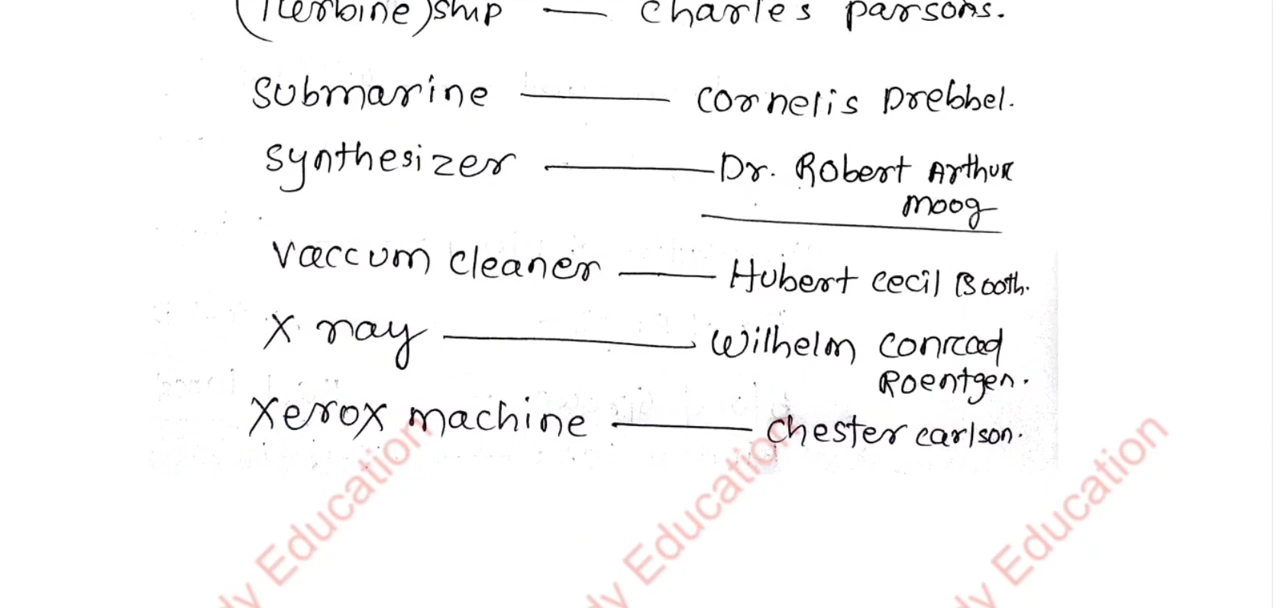 (Turbine)ship — Charles parsons.
Submarine — Cornelis Drebbel.
Synthesizer — Dr. Robert Arthur
Moog
Vaccum cleaner — Hubert cecil Booth.
X ray — Wilhelm Conrad
Roentgen.
Xerox machine — Chester carlson.
Education
Education
Education